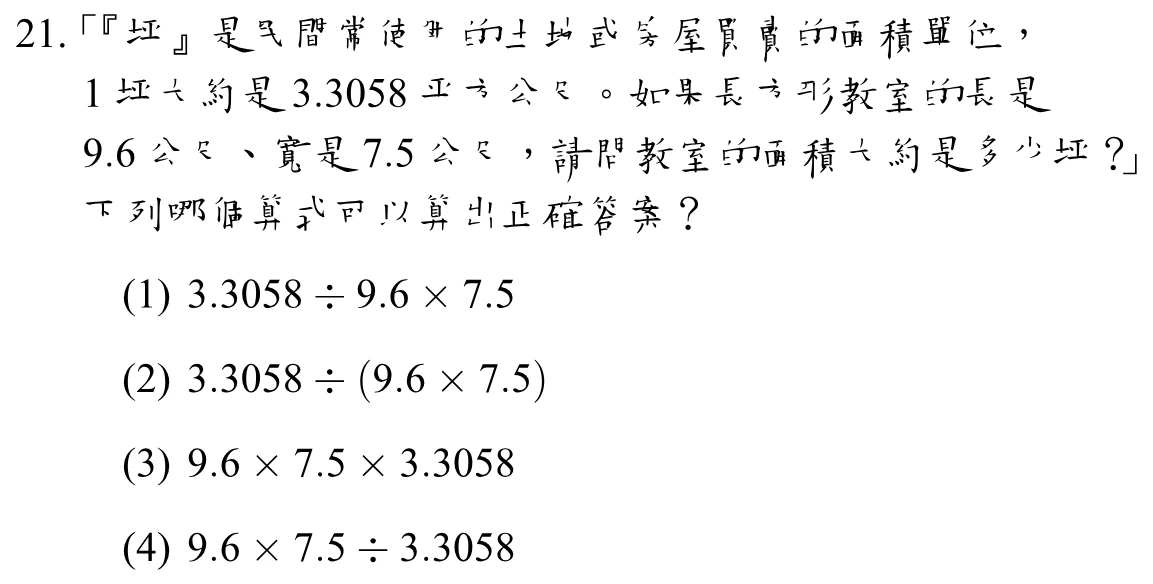 21.「『坪』是民間常使用的土地或房屋買賣的面積單位，
1 坪大約是 3.3058 平方公尺。如果長方形教室的長是
9.6 公尺、寬是 7.5 公尺，請問教室的面積大約是多少坪？」
下列哪個算式可以算出正確答案？
(1) 3.3058 ÷ 9.6 × 7.5
(2) 3.3058 ÷ (9.6 × 7.5)
(3) 9.6 × 7.5 × 3.3058
(4) 9.6 × 7.5 ÷ 3.3058